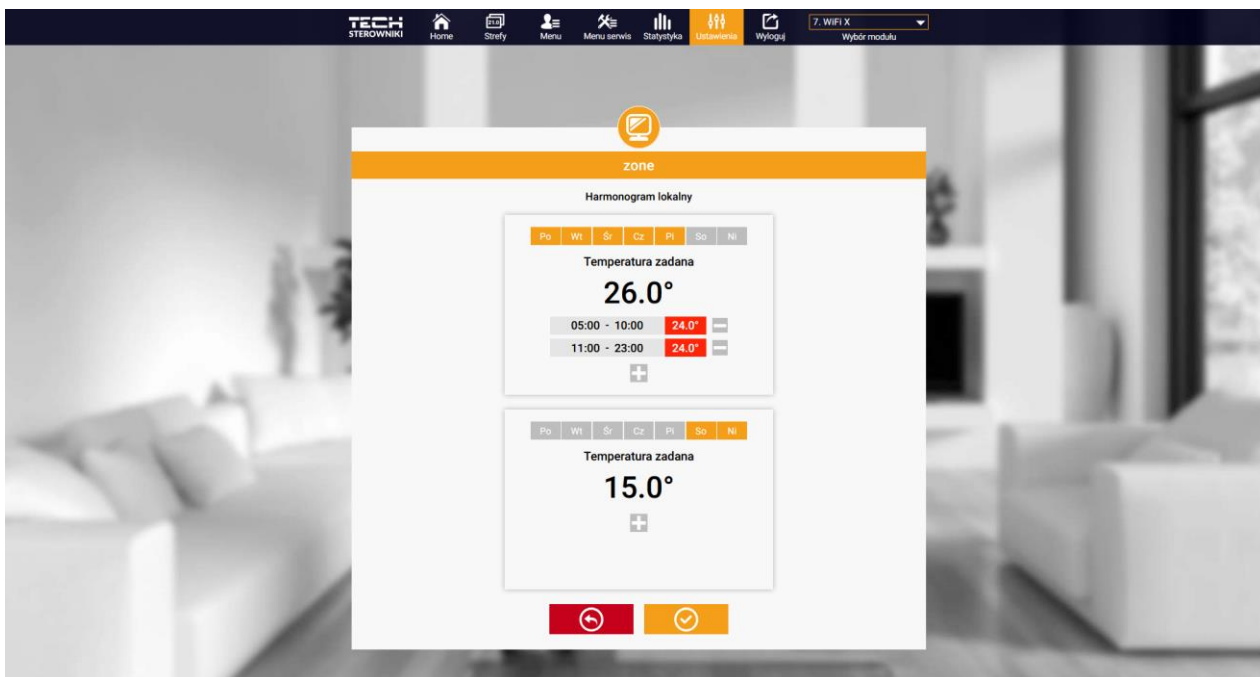 TECH
STEROWNIKI
Home
21.0
Strefy
Menu
Menu serwis
Statystyka
Ustawienia
Wyloguj
7. WiFi X
Wybór modułu
zone
Harmonogram lokalny
Po Wt Śr Cz Pi So Ni
Temperatura zadana
26.0°
05:00 - 10:00 24.0°
11:00 - 23:00 24.0°
Po Wt Śr Cz Pi So Ni
Temperatura zadana
15.0°